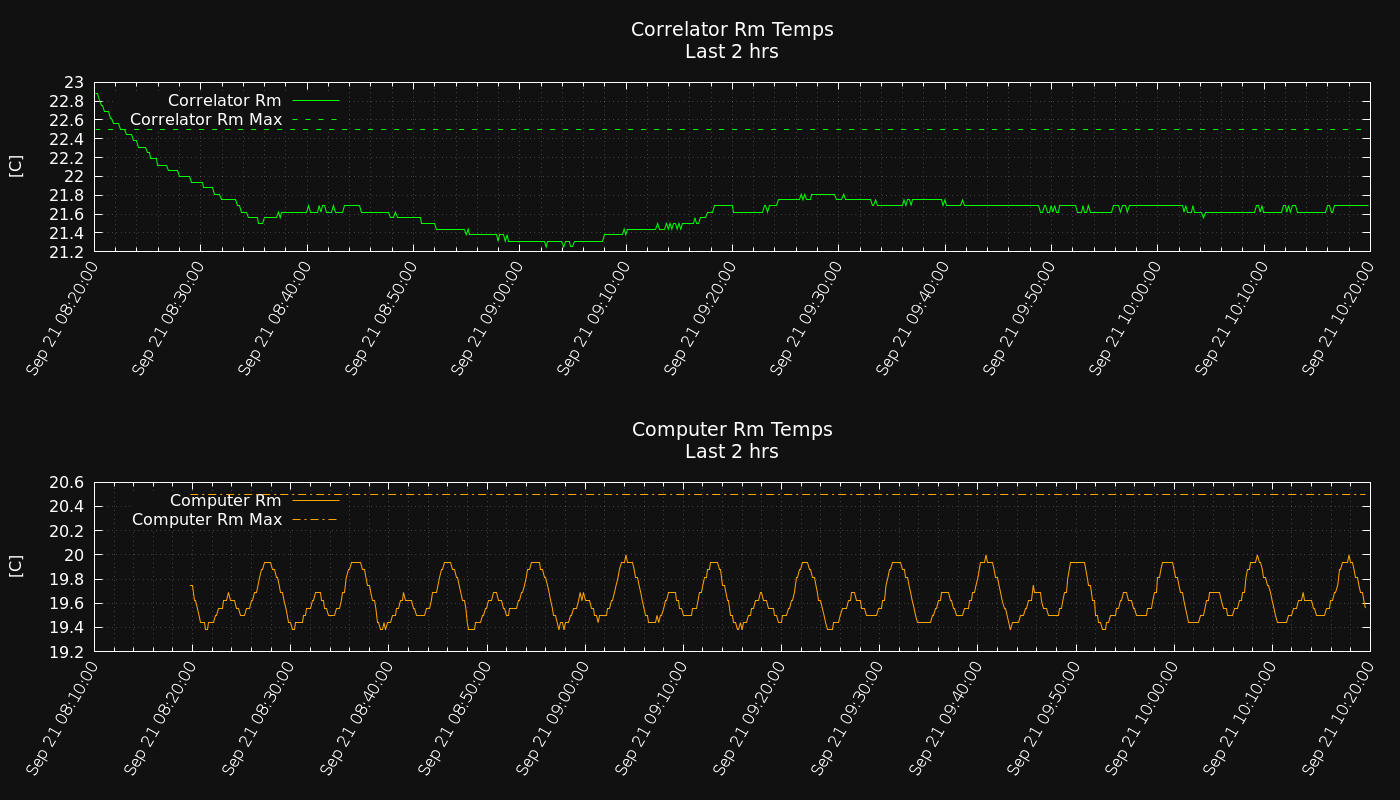 Correlator Rm Temps
Last 2 hrs
[C]
23
22.8
22.6
22.4
22.2
22
21.8
21.6
21.4
21.2
Correlator Rm
Correlator Rm Max
Sep 21 08:20:00
Sep 21 08:30:00
Sep 21 08:40:00
Sep 21 08:50:00
Sep 21 09:00:00
Sep 21 09:10:00
Sep 21 09:20:00
Sep 21 09:30:00
Sep 21 09:40:00
Sep 21 09:50:00
Sep 21 10:00:00
Sep 21 10:10:00
Sep 21 10:20:00
Computer Rm Temps
Last 2 hrs
[C]
20.6
20.4
20.2
20
19.8
19.6
19.4
19.2
Computer Rm
Computer Rm Max
Sep 21 08:10:00
Sep 21 08:20:00
Sep 21 08:30:00
Sep 21 08:40:00
Sep 21 08:50:00
Sep 21 09:00:00
Sep 21 09:10:00
Sep 21 09:20:00
Sep 21 09:30:00
Sep 21 09:40:00
Sep 21 09:50:00
Sep 21 10:00:00
Sep 21 10:10:00
Sep 21 10:20:00